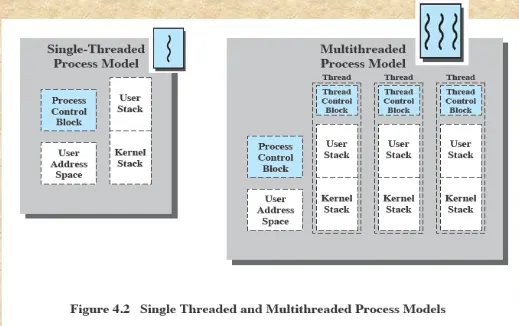 Single-Threaded
Process Model
Process
Control
Block
User
Stack
User
Address
Space
Kernel
Stack
Multithreaded
Process Model
Thread
Thread
Thread
Thread
Control
Block
Thread
Control
Block
Thread
Control
Block
Process
Control
Block
User
Stack
User
Stack
User
Stack
User
Address
Space
Kernel
Stack
Kernel
Stack
Kernel
Stack
Figure 4.2 Single Threaded and Multithreaded Process Models